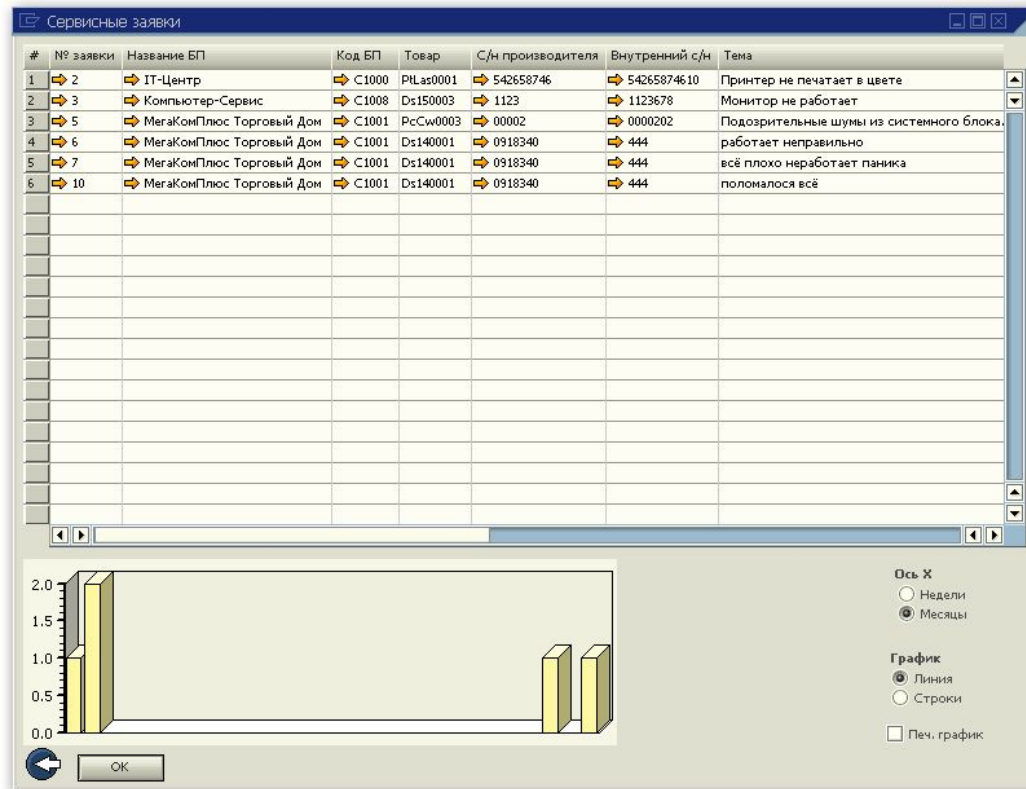 Сервисные заявки
# № заявки Название БП Код БП Товар С/н производителя Внутренний с/н Тема
1 2 IT-Центр C1000 PtLas0001 542658746 54265874610 Принтер не печатает в цвете
2 3 Компьютер-Сервис C1008 Ds150003 1123 1123678 Монитор не работает
3 5 МегаКомПлюс Торговый Дом C1001 PcCw0003 00002 0000202 Подозрительные шумы из системного блока.
4 6 МегаКомПлюс Торговый Дом C1001 Ds140001 0918340 444 работает неправильно
5 7 МегаКомПлюс Торговый Дом C1001 Ds140001 0918340 444 всё плохо неработает паника
6 10 МегаКомПлюс Торговый Дом C1001 Ds140001 0918340 444 поломалося всё
2.0
1.5
1.0
0.5
0.0
Ось X
Недели
Месяцы
График
Линия
Строки
Печ. график
OK